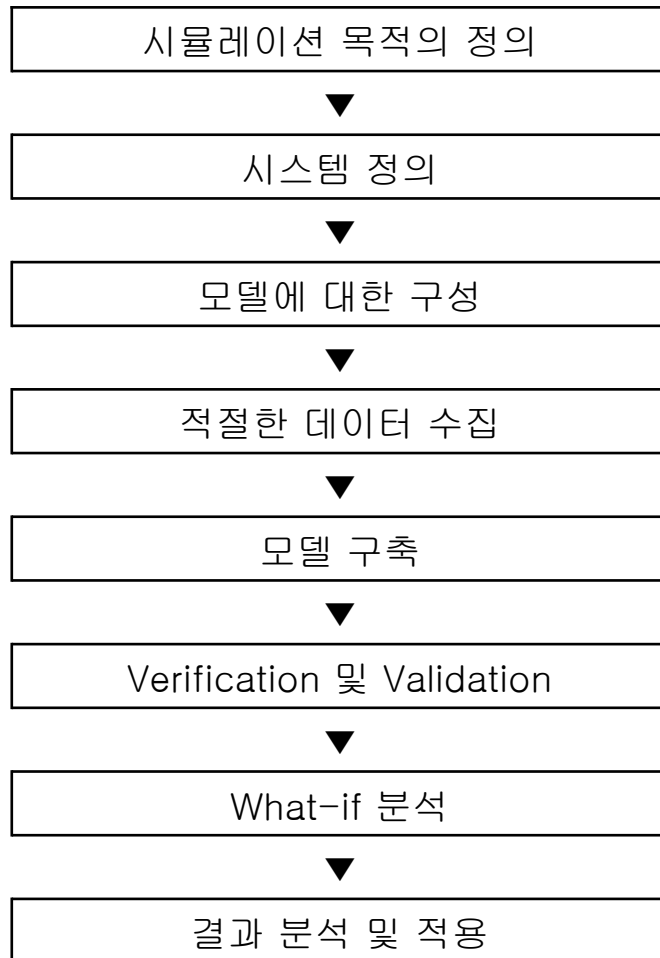 시뮬레이션 목적의 정의
시스템 정의
모델에 대한 구성
적절한 데이터 수집
모델 구축
Verification 및 Validation
What-if 분석
결과 분석 및 적용